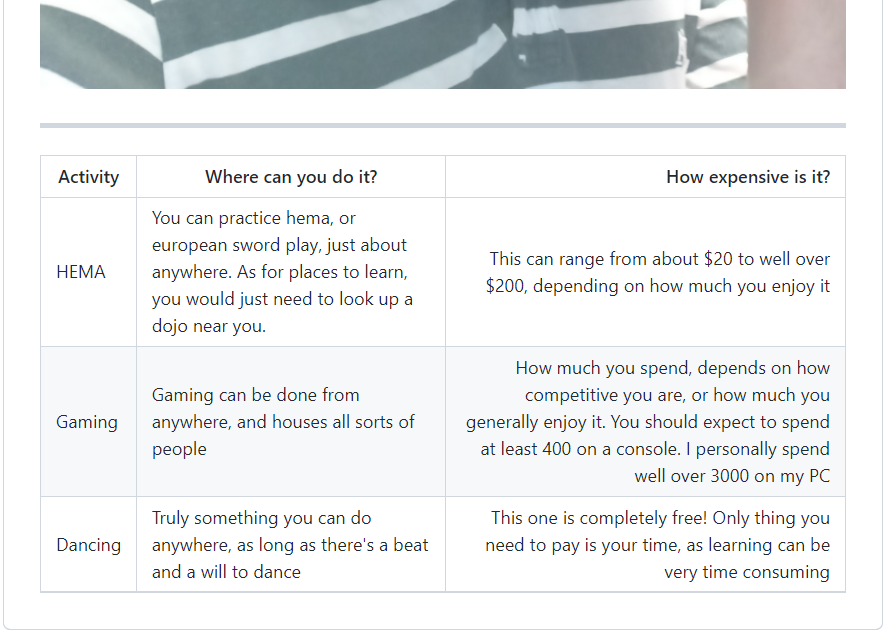 Activity
Where can you do it?
How expensive is it?
HEMA
You can practice hema, or
european sword play, just about
anywhere. As for places to learn,
you would just need to look up a
dojo near you.
This can range from about $20 to well over
$200, depending on how much you enjoy it
Gaming
Gaming can be done from
anywhere, and houses all sorts of
people
How much you spend, depends on how
competitive you are, or how much you
generally enjoy it. You should expect to spend
at least 400 on a console. I personally spend
well over 3000 on my PC
Dancing
Truly something you can do
anywhere, as long as there's a beat
and a will to dance
This one is completely free! Only thing you
need to pay is your time, as learning can be
very time consuming